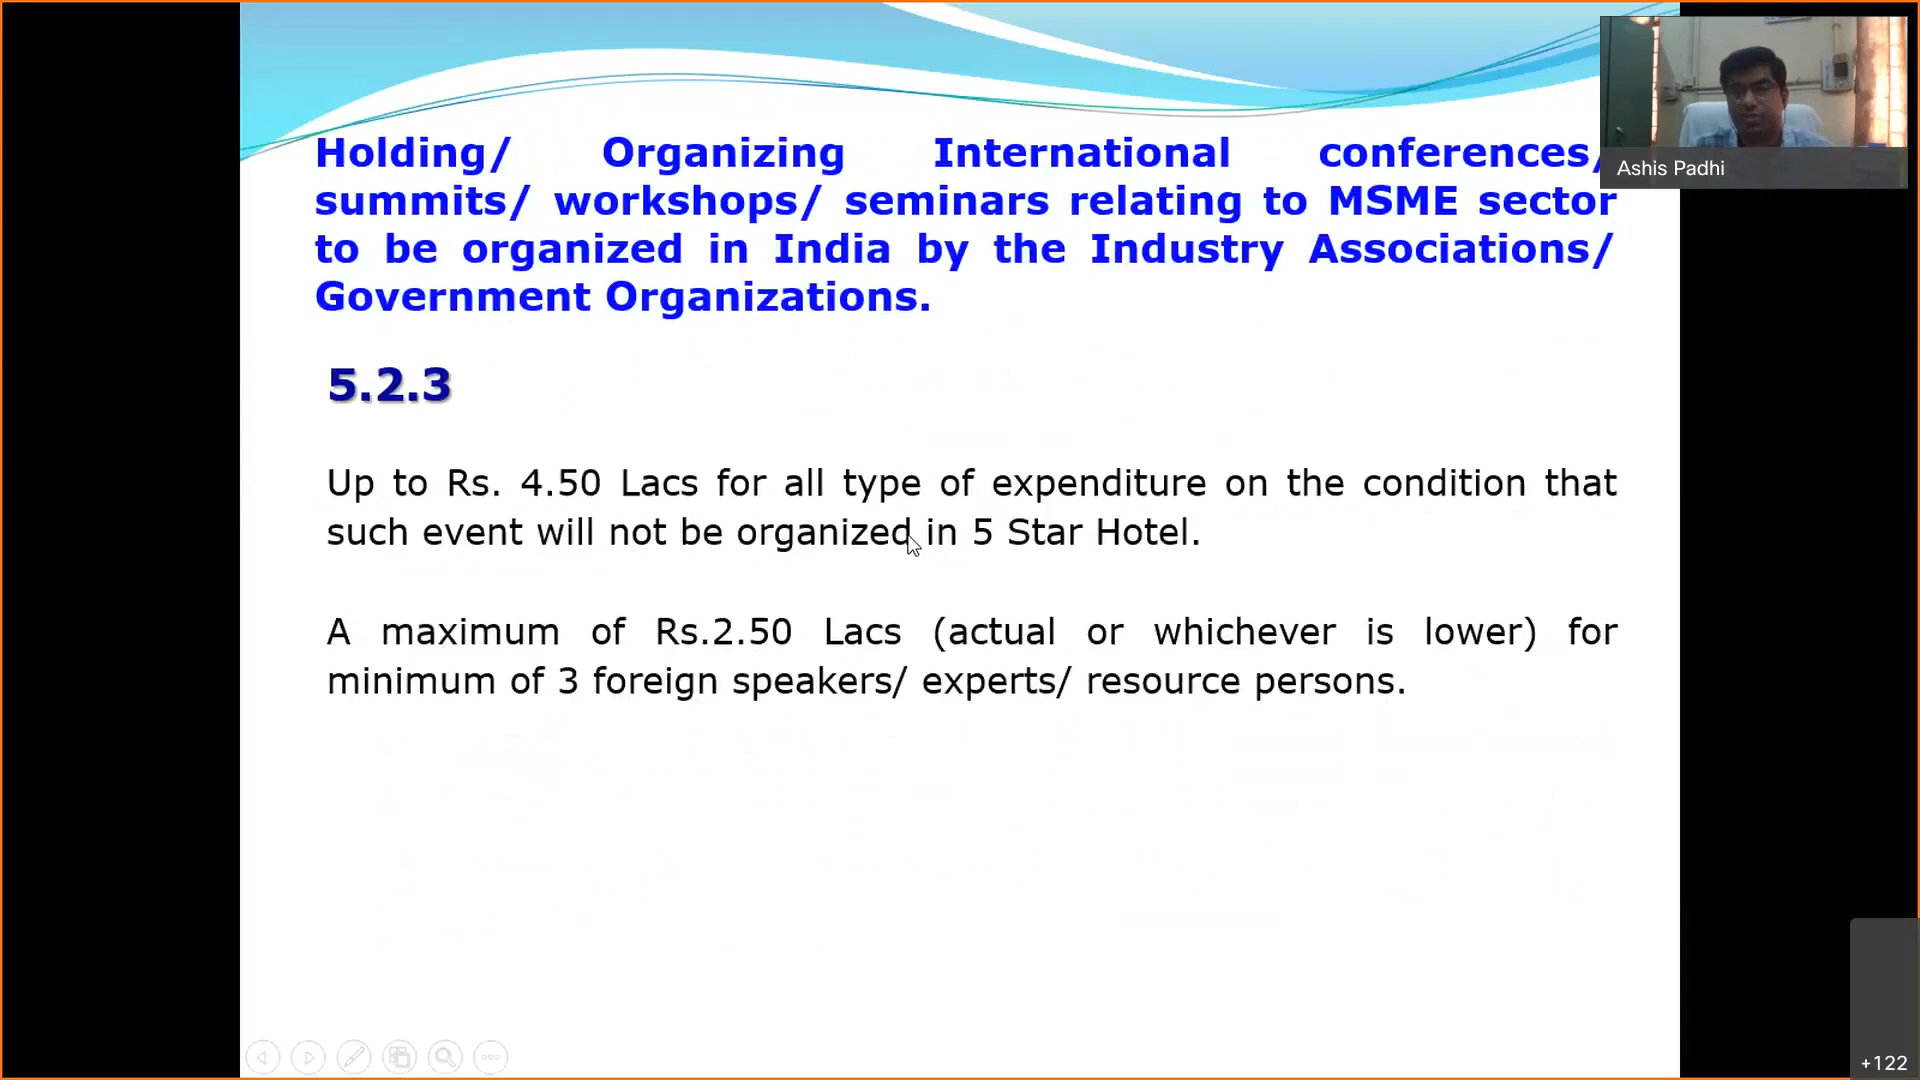 Holding/ Organizing International conferences/
summits/ workshops/ seminars relating to MSME sector
to be organized in India by the Industry Associations/
Government Organizations.
Ashis Padhi
5.2.3
Up to Rs. 4.50 Lacs for all type of expenditure on the condition that
such event will not be organized in 5 Star Hotel.
A maximum of Rs.2.50 Lacs (actual or whichever is lower) for
minimum of 3 foreign speakers/ experts/ resource persons.
+122